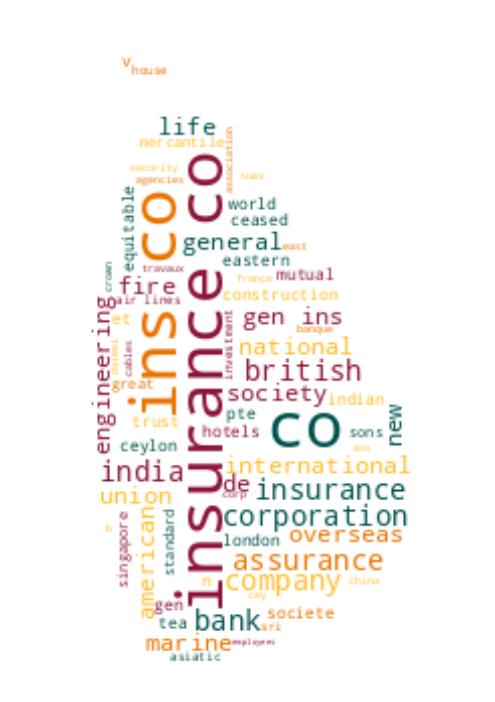 v
house
life
mercantile
association
security
agencies
suez
equitable
ins co
insurance co
world
ceased
general
east
eastern
travaux
crown
france
mutual
fire
air lines
construction
engineering
et
gen ins
banque
investment
cables
national
great
british
society
indian
trust
pte
co
new
hotels
sons
ceylon
india
international
de
corp
insurance
union
corporation
singapore
american
standard
london
overseas
assurance
n
company
china
cey
gen
tea
bank
societe
sri
marine
employees
asiatic